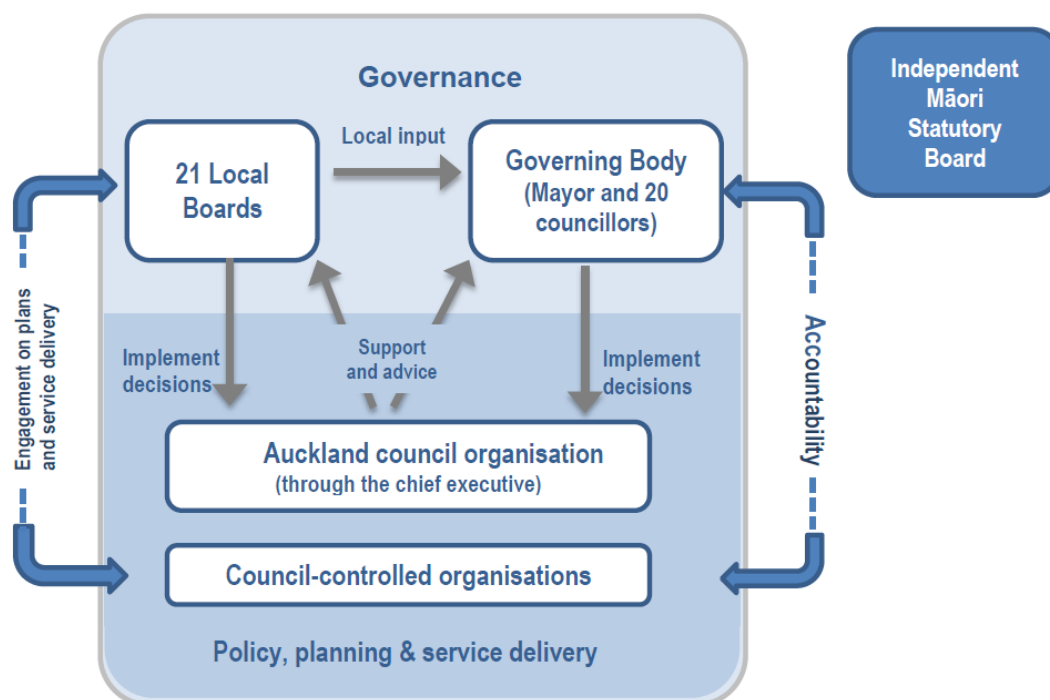 Governance
Independent
Māori
Statutory
Board
21 Local
Boards
Local input
Governing Body
(Mayor and 20
councillors)
Engagement on plans
and service delivery
Implement
decisions
Support
and advice
Implement
decisions
Accountability
Auckland council organisation
(through the chief executive)
Council-controlled organisations
Policy, planning & service delivery